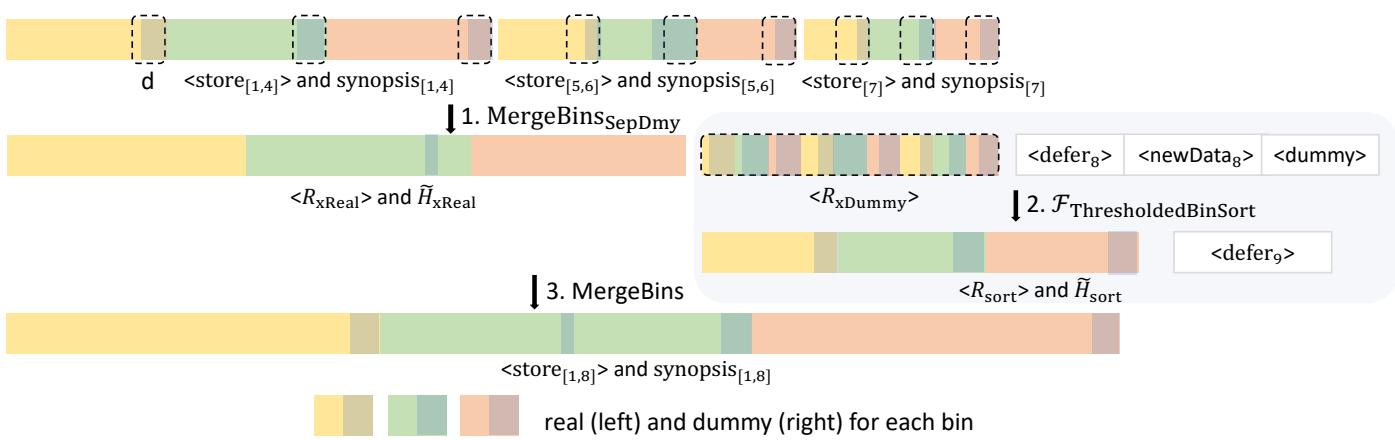 d
<store[1,4]> and synopsis[1,4]
<store[5,6]> and synopsis[5,6]
<store[7]> and synopsis[7]
1. MergeBinsSepDmy
<RxReal> and H̃xReal
<RxDummy>
<defer8>
<newData8>
<dummy>
2. ℱThresholdedBinSort
<Rsort> and H̃sort
<defer9>
3. MergeBins
<store[1,8]> and synopsis[1,8]
real (left) and dummy (right) for each bin